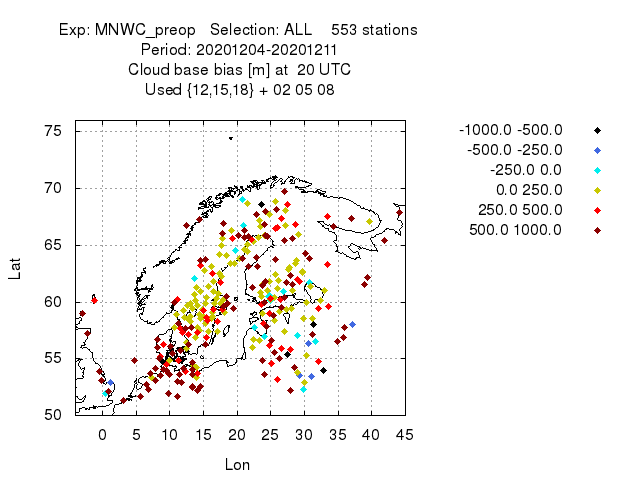 Exp: MNWC_preop   Selection: ALL    553 stations
Period: 20201204-20201211
Cloud base bias [m] at  20 UTC
Used {12,15,18} + 02 05 08
-1000.0 -500.0
-500.0 -250.0
-250.0 0.0
0.0 250.0
250.0 500.0
500.0 1000.0
75
70
65
60
55
50
Lat
0 5 10 15 20 25 30 35 40 45
Lon